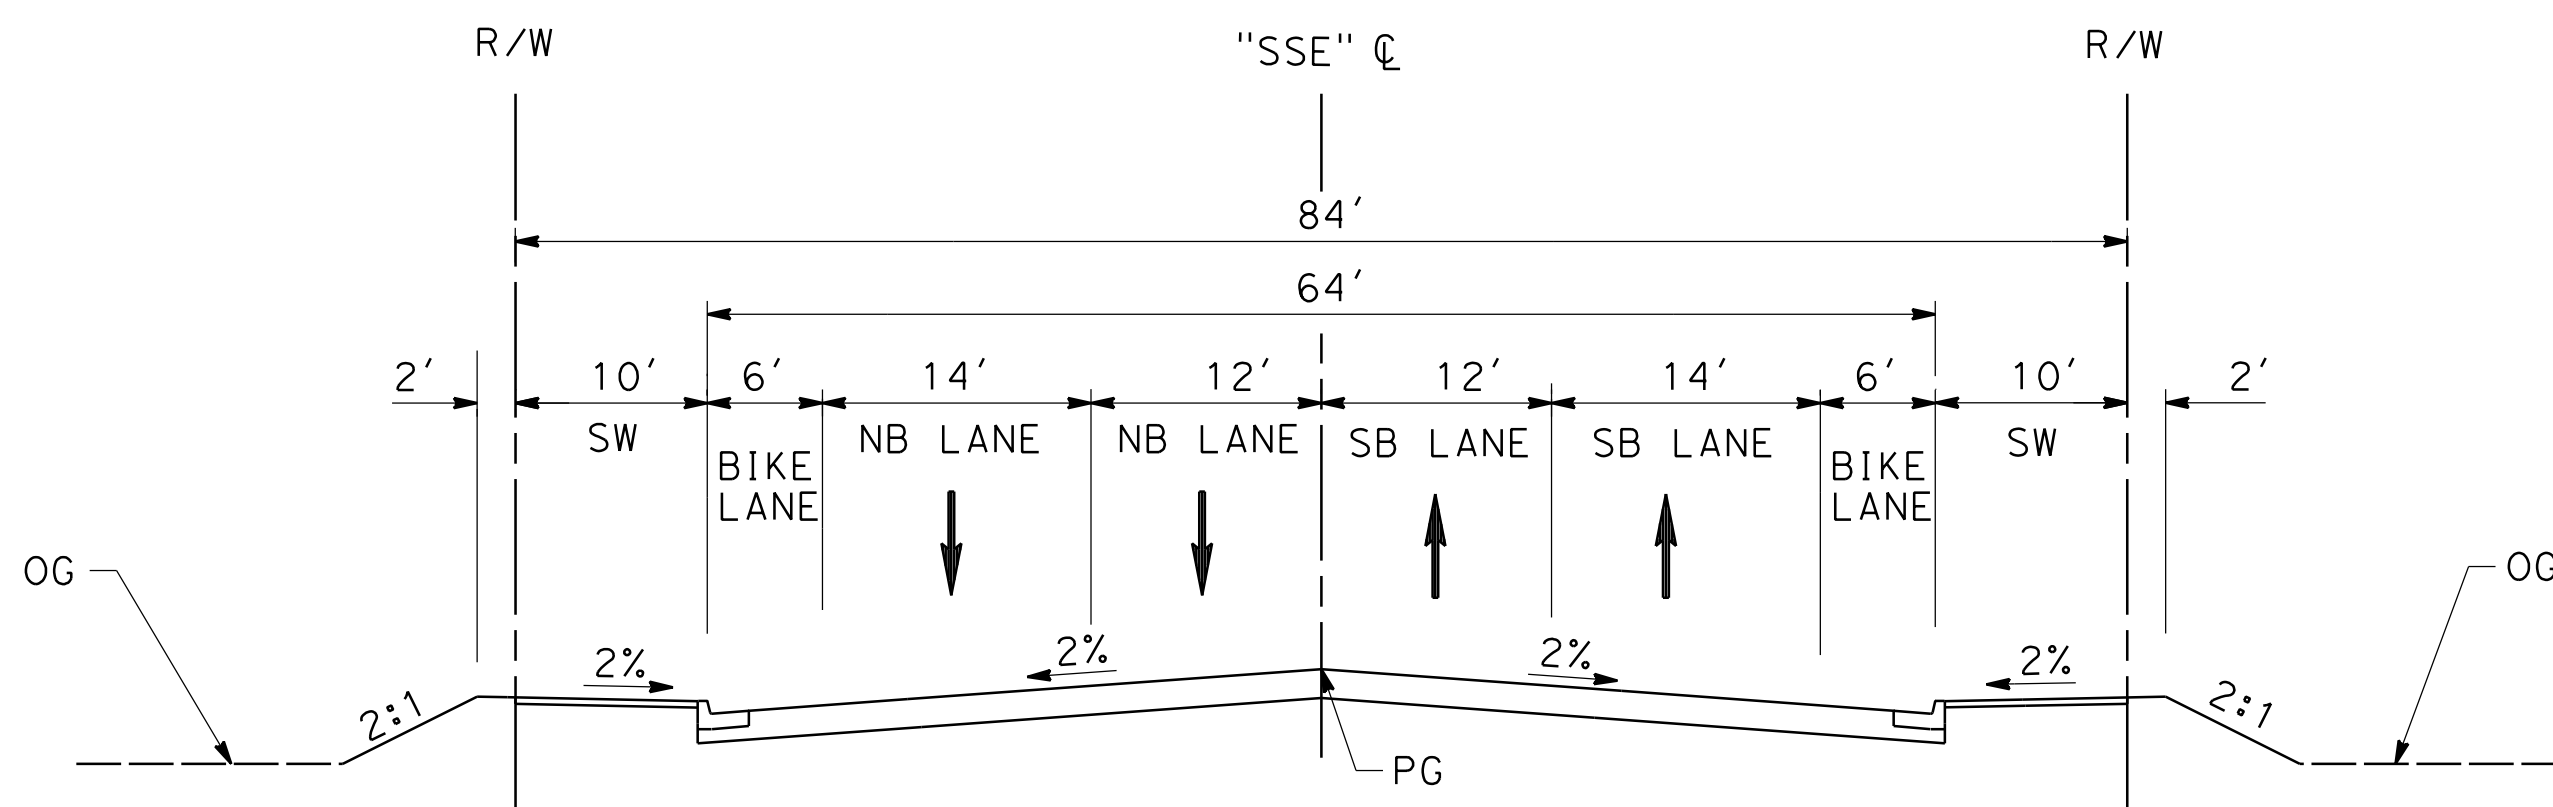 R/W
"SSE" ℄
R/W
84'
64'
2' 10' 6' 14' 12' 12' 14' 6' 10' 2'
SW
BIKE
LANE
NB LANE
NB LANE
SB LANE
SB LANE
BIKE
LANE
SW
OG
OG
2:1
2%
2%
2%
2%
2:1
PG